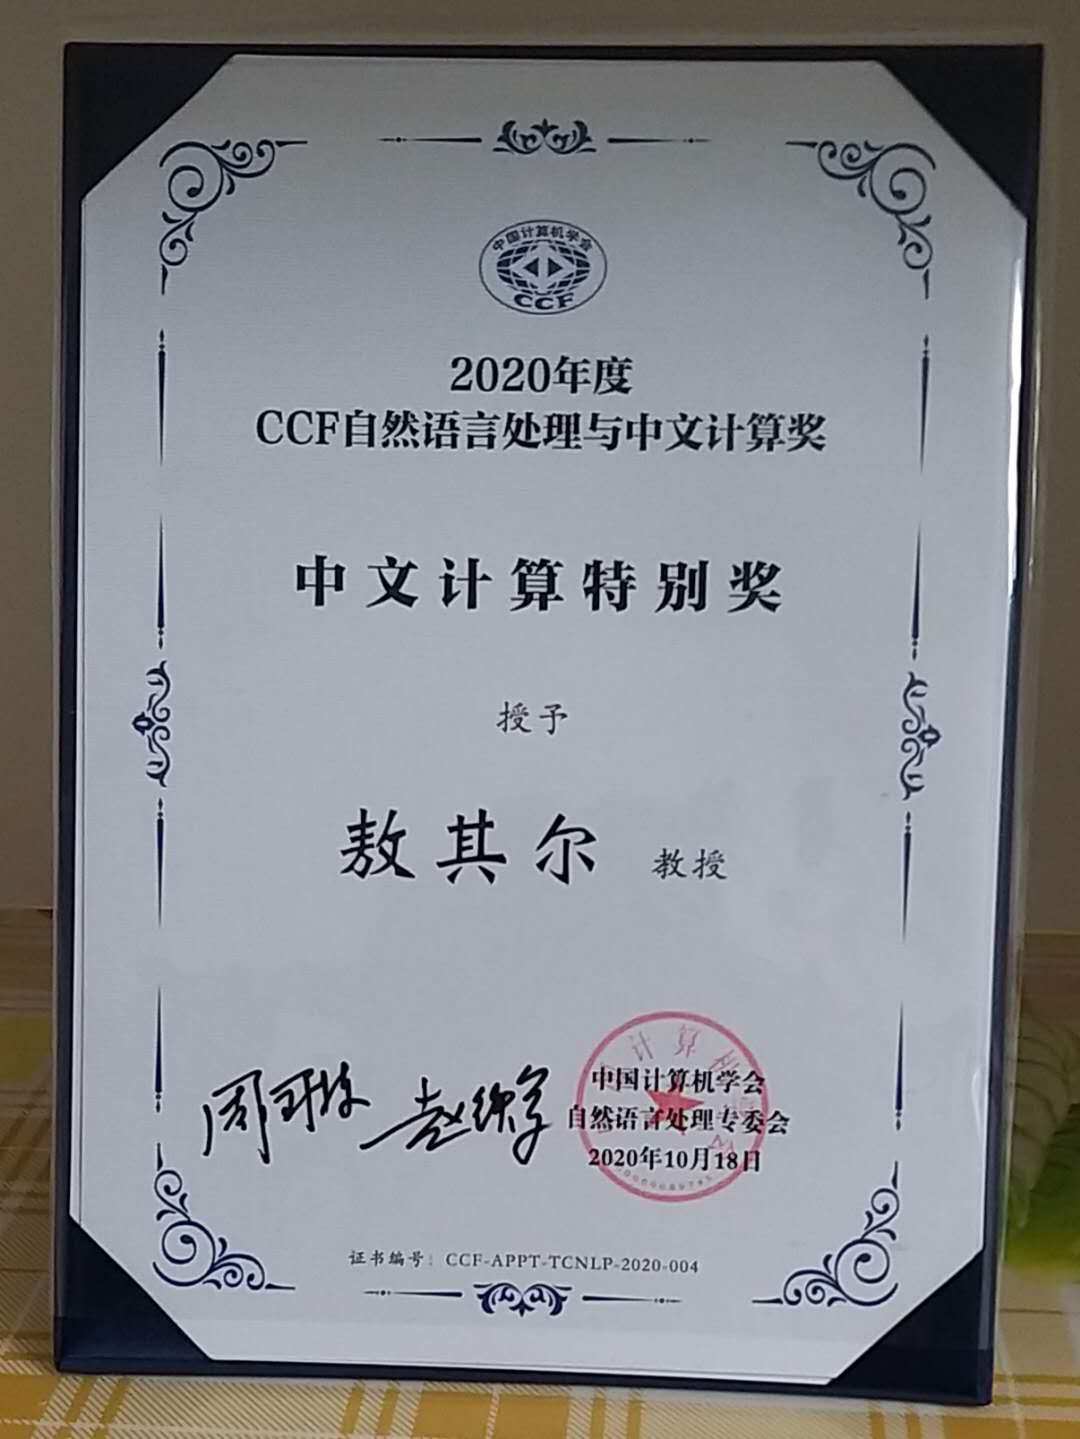 中国计算机学会
CCF
2020年度
CCF自然语言处理与中文计算奖
中文计算特别奖
授予
敖其尔 教授
中国计算机学会
自然语言处理专委会
2020年10月18日
证书编号：CCF-APPT-TCNLP-2020-004